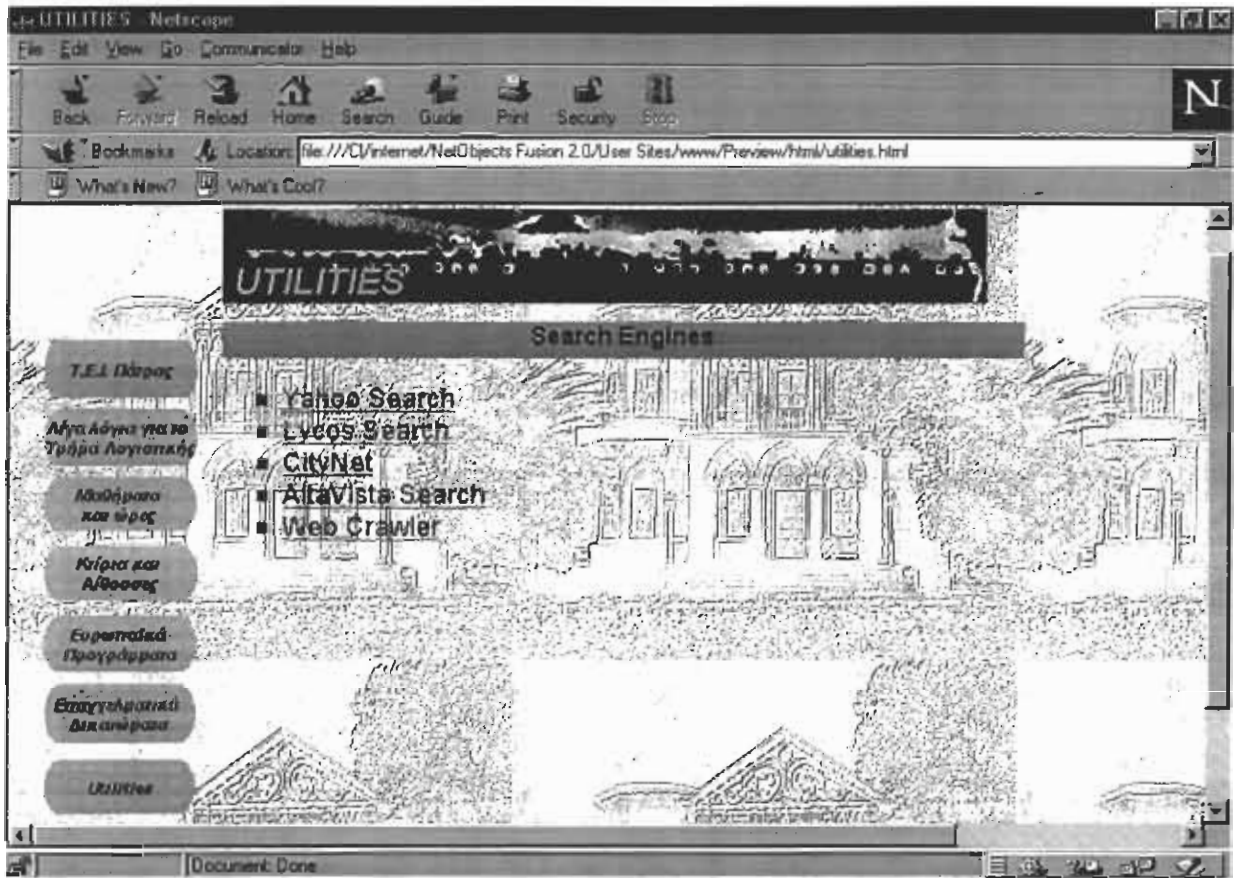 UTILITIES - Netscape
File Edit View Go Communicator Help
Back Forward Reload Home Search Guide Print Security Stop
Bookmarks Location: file:///C|/internet/NetObjects Fusion 2.0/User Sites/www/Preview/html/utilities.html
What's New? What's Cool?
UTILITIES
Search Engines
Τ.Ε.Ι. Πάτρας
Λίγα λόγια για το
Τμήμα Λογιστικής
Μαθήματα
και ώρες
Κτίρια και
Αίθουσες
Ευρωπαϊκά
Προγράμματα
Επαγγελματικά
Δικαιώματα
Utilities
Yahoo Search
Lycos Search
CityNet
AltaVista Search
Web Crawler
Document: Done